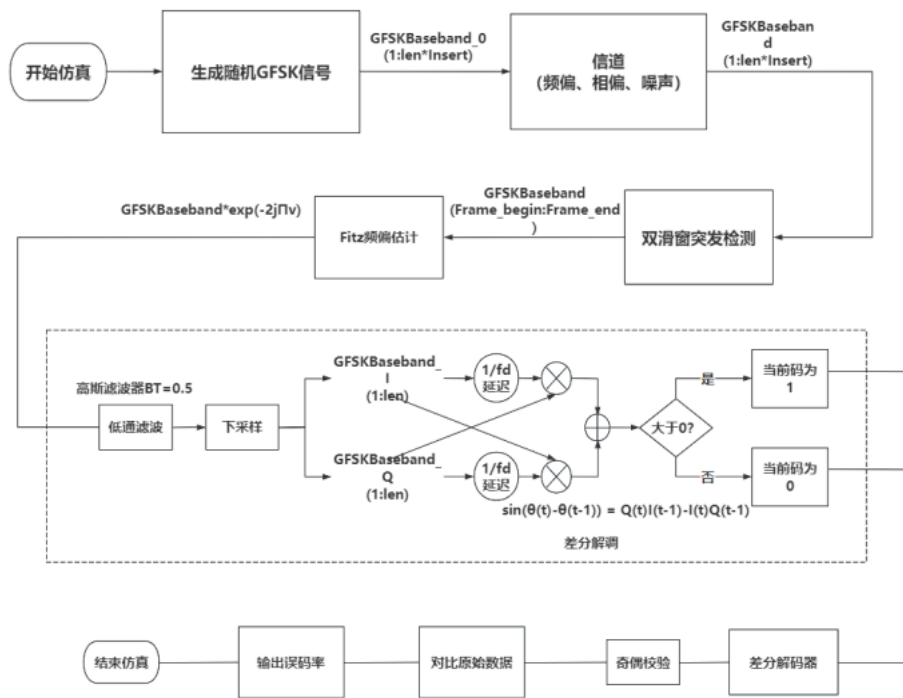 开始仿真
生成随机GFSK信号
GFSKBaseband_0
(1:len*Insert)
信道
(频偏、相偏、噪声)
GFSKBaseban
d
(1:len*Insert)
GFSKBaseband*exp(-2jΠv)
Fitz频偏估计
GFSKBaseband
(Frame_begin:Frame_end
)
双滑窗突发检测
高斯滤波器BT=0.5
低通滤波
下采样
GFSKBaseband_
I
(1:len)
1/fd
延迟
GFSKBaseband_
Q
(1:len)
1/fd
延迟
大于0?
是
当前码为
1
否
当前码为
0
sin(θ(t)-θ(t-1)) = Q(t)I(t-1)-I(t)Q(t-1)
差分解调
结束仿真
输出误码率
对比原始数据
奇偶校验
差分解码器